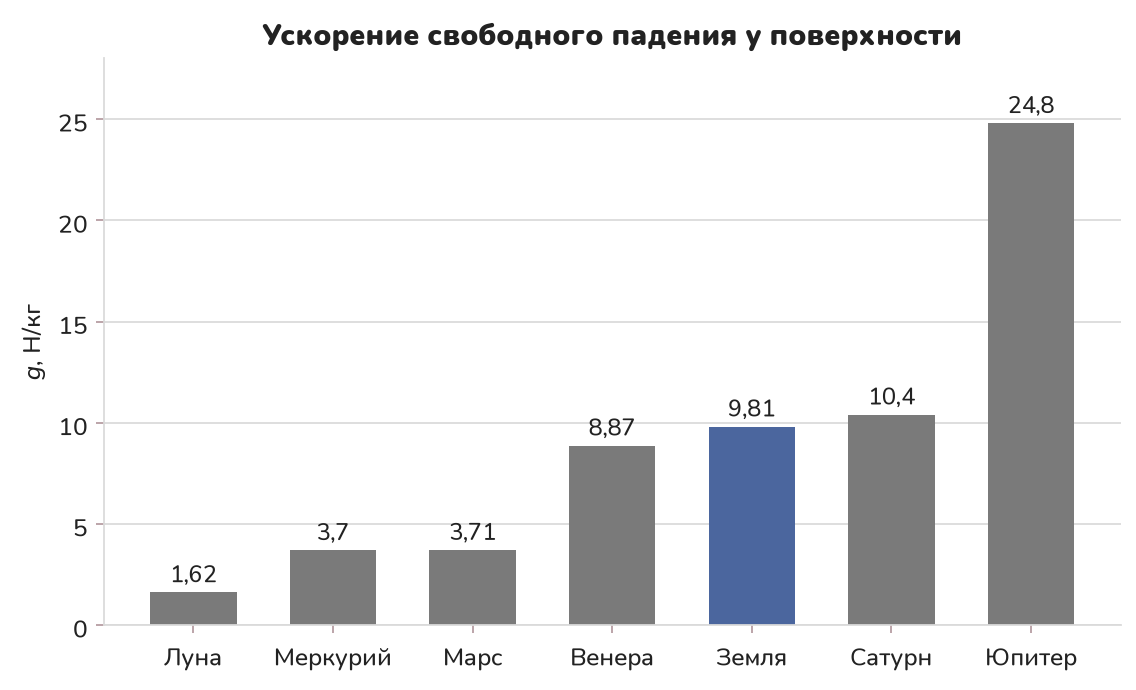 Ускорение свободного падения у поверхности
g, Н/кг
25
20
15
10
5
0
1,62
3,7
3,71
8,87
9,81
10,4
24,8
Луна
Меркурий
Марс
Венера
Земля
Сатурн
Юпитер